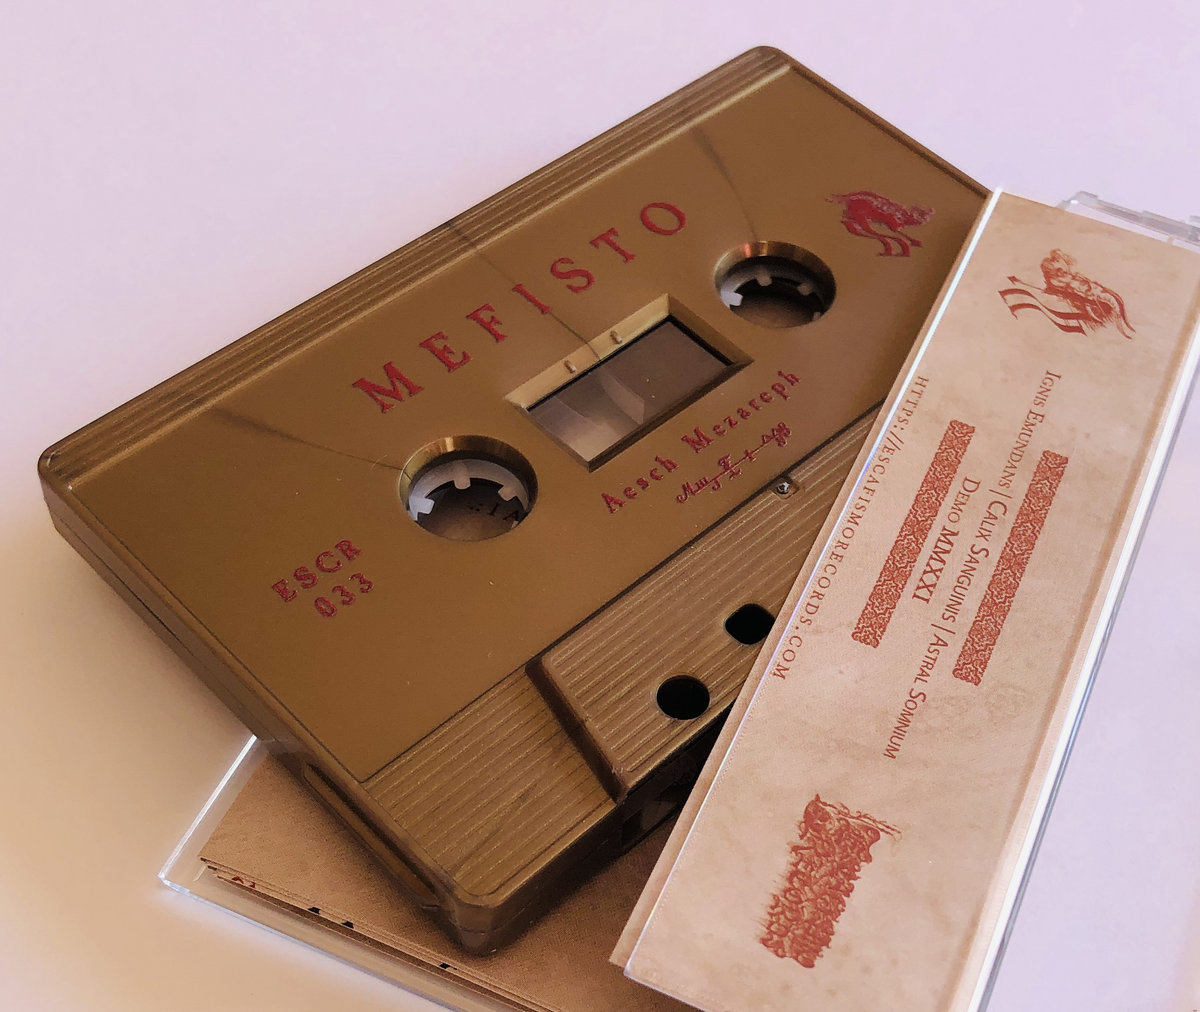 MEFISTO
Aesch Mezareph
ESCR
033
IGNIS EMUNDANS | CALIX SANGUINIS | ASTRAL SOMNIUM
DEMO MMXXI
HTTPS://ESCAFISMORECORDS.COM